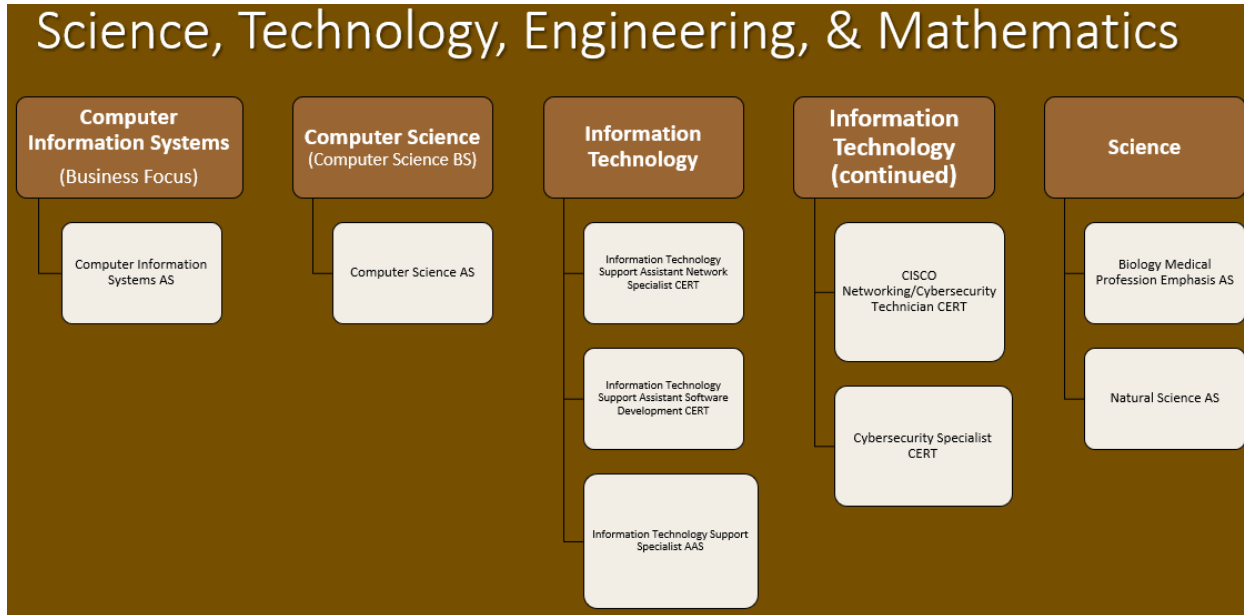 Science, Technology, Engineering, & Mathematics
Computer
Information Systems
(Business Focus)
Computer Information
Systems AS
Computer Science
(Computer Science BS)
Computer Science AS
Information
Technology
Information Technology
Support Assistant Network
Specialist CERT
Information Technology
Support Assistant Software
Development CERT
Information Technology Support
Specialist AAS
Information
Technology
(continued)
CISCO
Networking/Cybersecurity
Technician CERT
Cybersecurity Specialist
CERT
Science
Biology Medical
Profession Emphasis AS
Natural Science AS